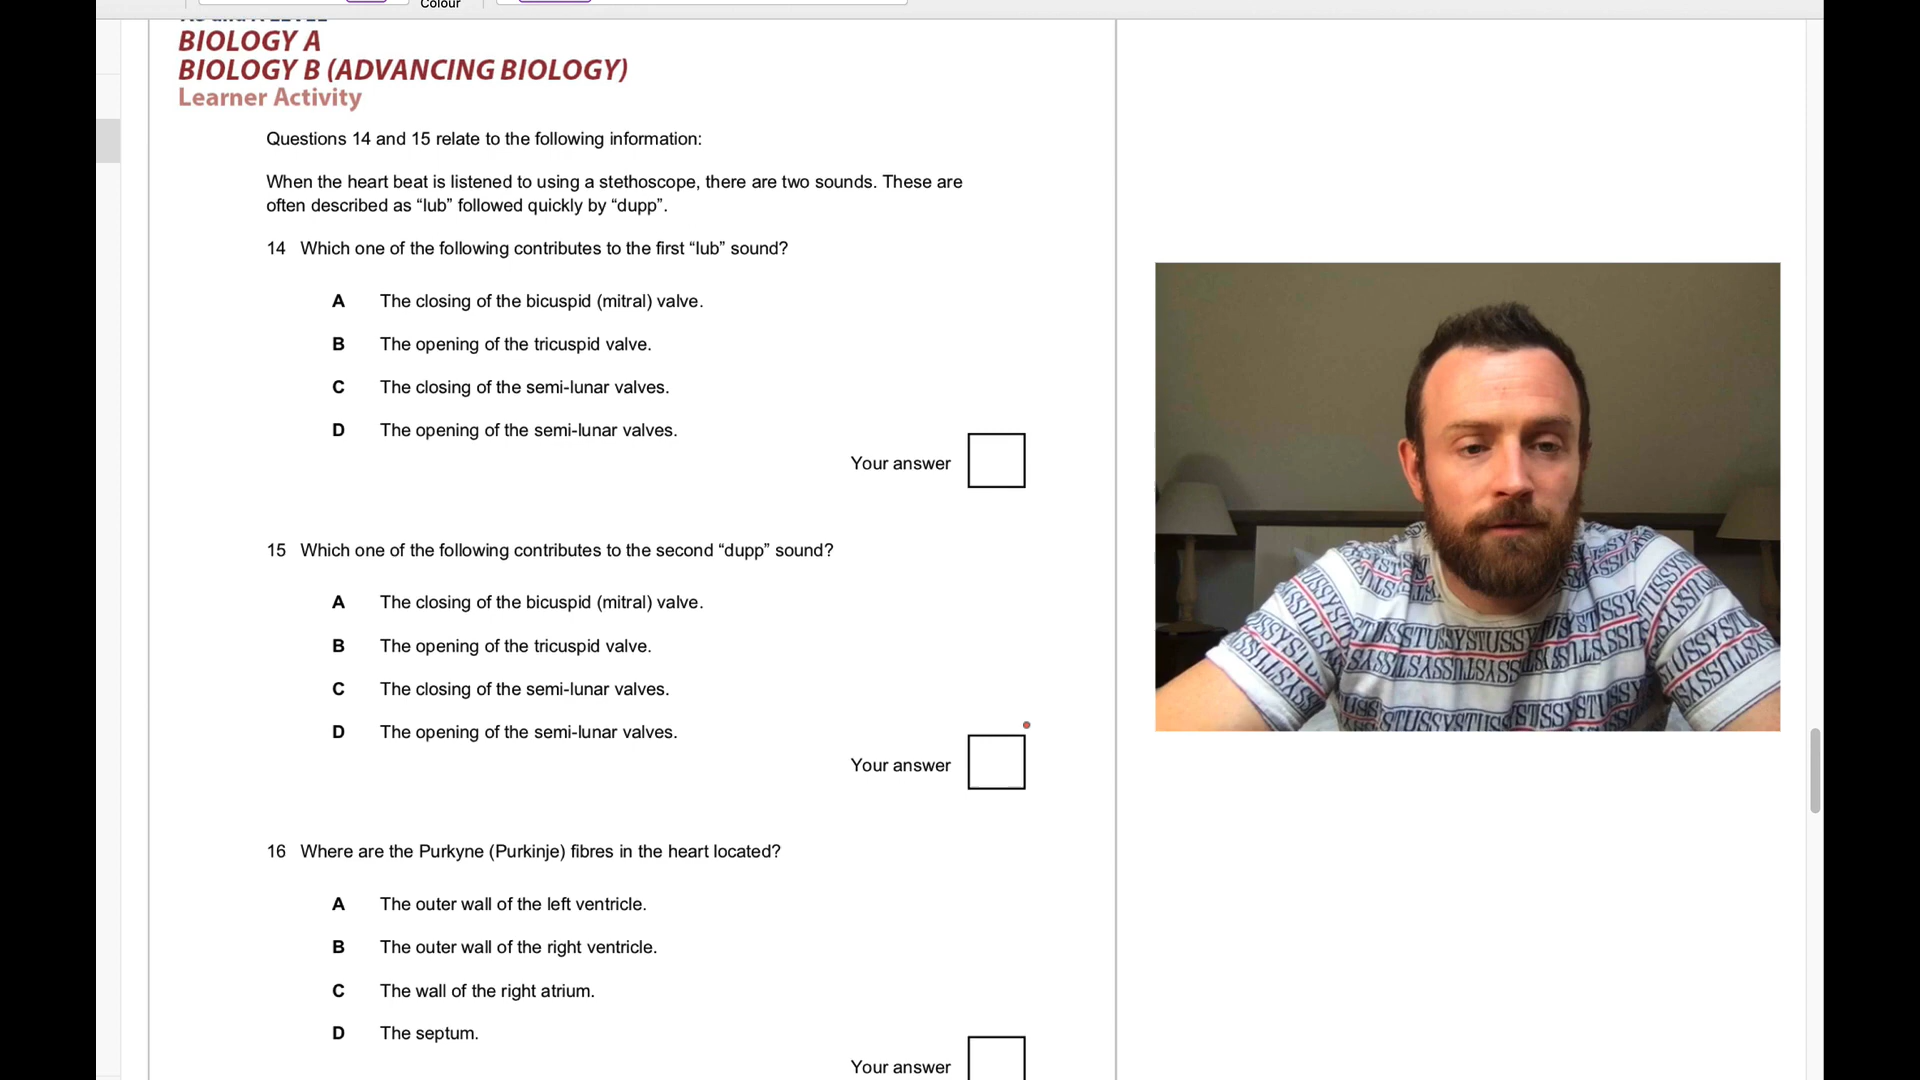 Colour
BIOLOGY A
BIOLOGY B (ADVANCING BIOLOGY)
Learner Activity
Questions 14 and 15 relate to the following information:
When the heart beat is listened to using a stethoscope, there are two sounds. These are
often described as “lub” followed quickly by “dupp”.
14 Which one of the following contributes to the first “lub” sound?
A The closing of the bicuspid (mitral) valve.
B The opening of the tricuspid valve.
C The closing of the semi-lunar valves.
D The opening of the semi-lunar valves.
Your answer
15 Which one of the following contributes to the second “dupp” sound?
A The closing of the bicuspid (mitral) valve.
B The opening of the tricuspid valve.
C The closing of the semi-lunar valves.
D The opening of the semi-lunar valves.
Your answer
16 Where are the Purkyne (Purkinje) fibres in the heart located?
A The outer wall of the left ventricle.
B The outer wall of the right ventricle.
C The wall of the right atrium.
D The septum.
Your answer